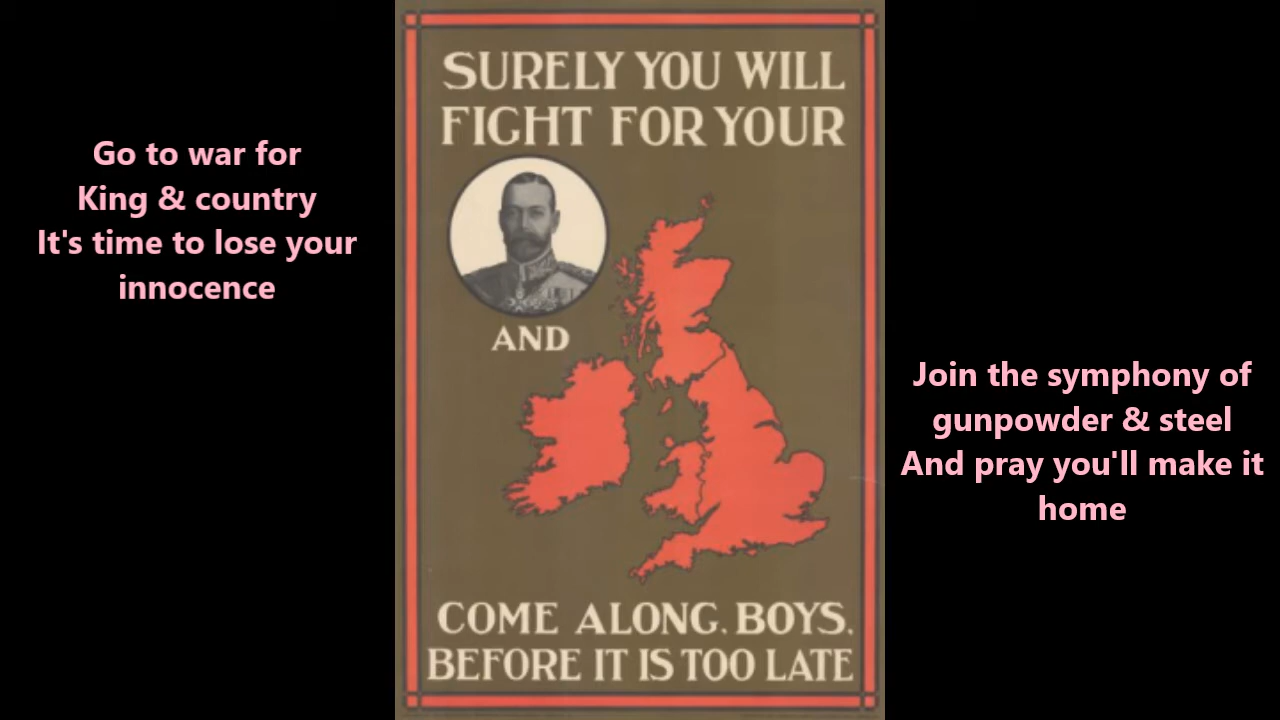 Go to war for
King & country
It's time to lose your
innocence
SURELY YOU WILL
FIGHT FOR YOUR
AND
COME ALONG, BOYS,
BEFORE IT IS TOO LATE
Join the symphony of
gunpowder & steel
And pray you'll make it
home